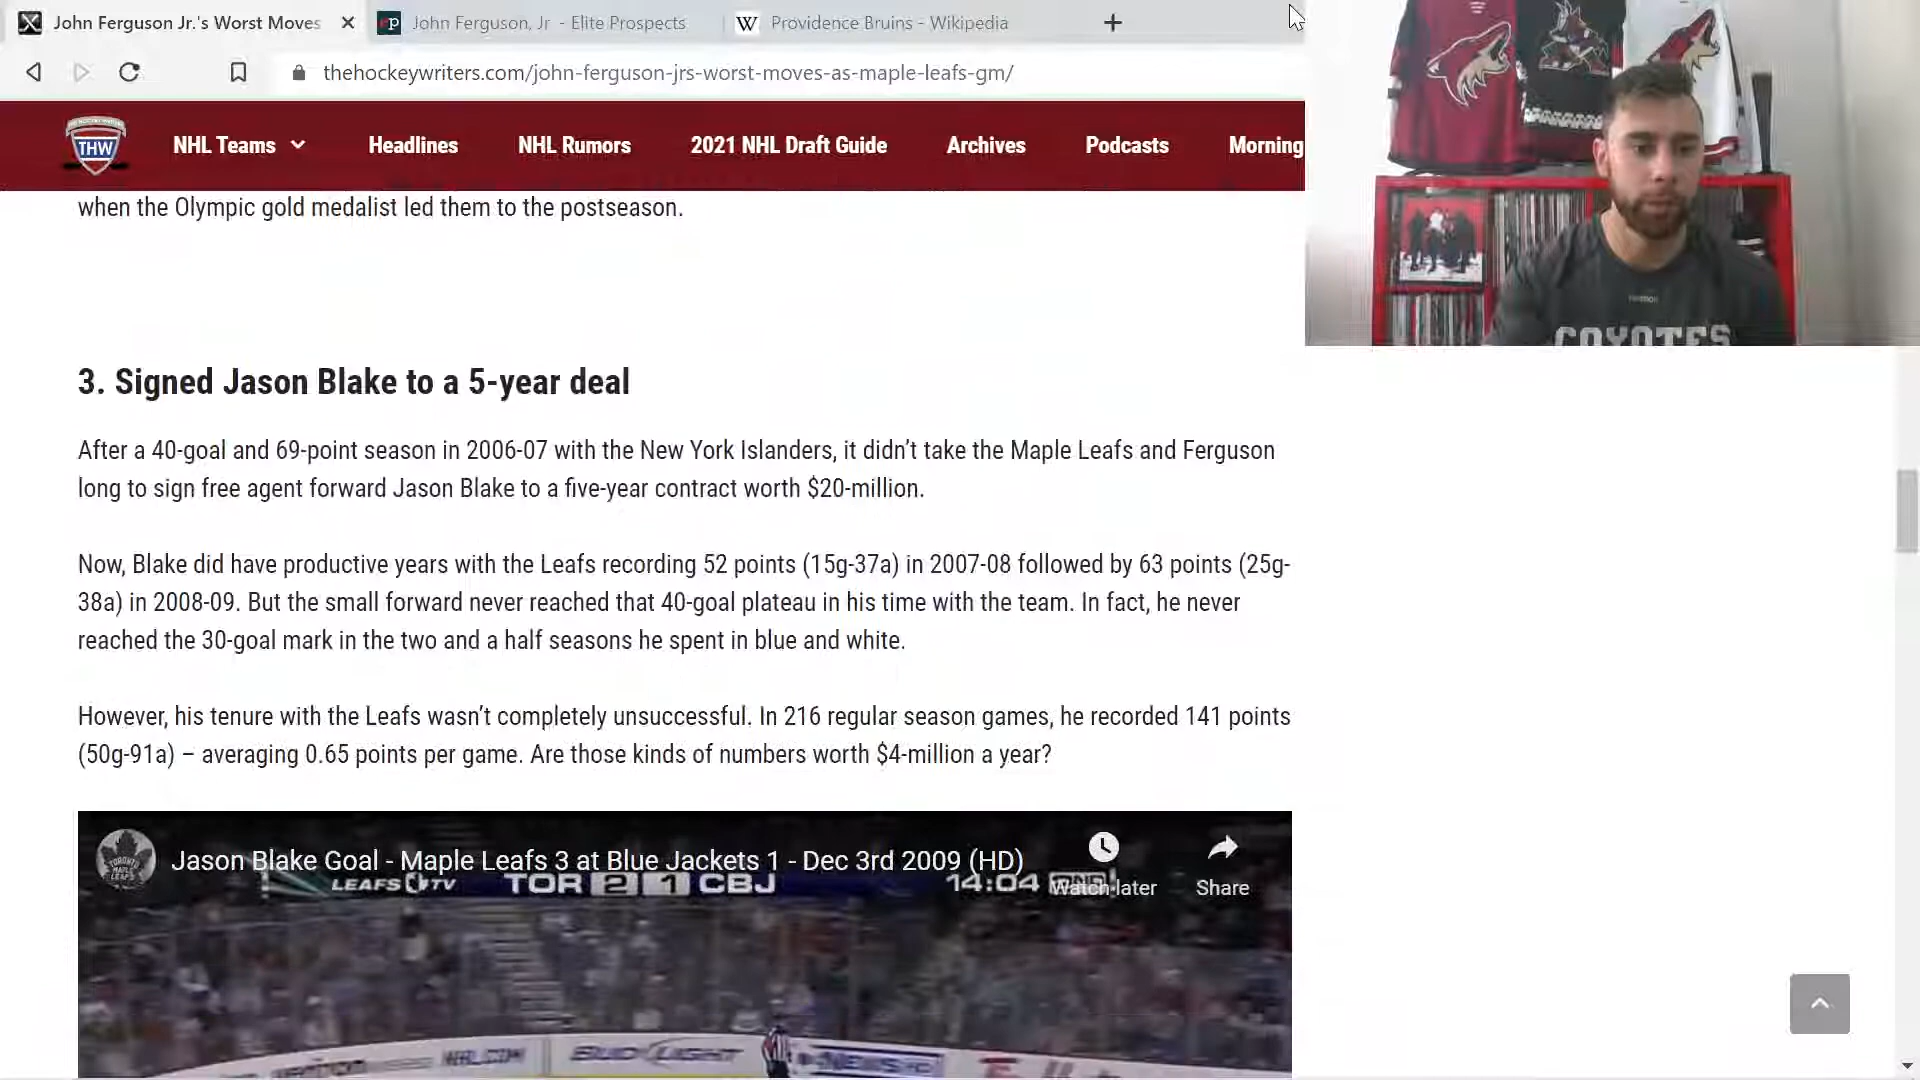 John Ferguson Jr.'s Worst Moves
John Ferguson, Jr - Elite Prospects
Providence Bruins - Wikipedia
thehockeywriters.com/john-ferguson-jrs-worst-moves-as-maple-leafs-gm/
THW
NHL Teams
Headlines
NHL Rumors
2021 NHL Draft Guide
Archives
Podcasts
Morning
when the Olympic gold medalist led them to the postseason.
COYOTES
3. Signed Jason Blake to a 5-year deal
After a 40-goal and 69-point season in 2006-07 with the New York Islanders, it didn't take the Maple Leafs and Ferguson
long to sign free agent forward Jason Blake to a five-year contract worth $20-million.
Now, Blake did have productive years with the Leafs recording 52 points (15g-37a) in 2007-08 followed by 63 points (25g-
38a) in 2008-09. But the small forward never reached that 40-goal plateau in his time with the team. In fact, he never
reached the 30-goal mark in the two and a half seasons he spent in blue and white.
However, his tenure with the Leafs wasn't completely unsuccessful. In 216 regular season games, he recorded 141 points
(50g-91a) – averaging 0.65 points per game. Are those kinds of numbers worth $4-million a year?
Jason Blake Goal - Maple Leafs 3 at Blue Jackets 1 - Dec 3rd 2009 (HD)
Watch later
Share
LEAFS TV TOR 2 1 CBJ 14:04 2ND
NHL.COM
BUD LIGHT